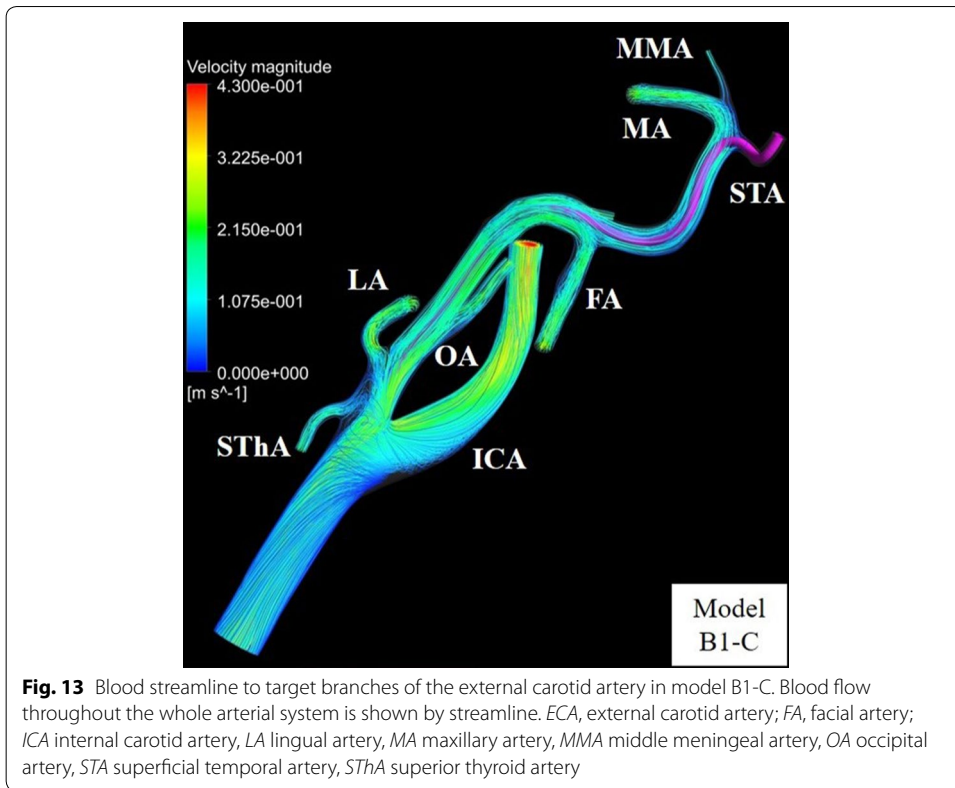 MMA
Velocity magnitude
4.300e-001
MA
3.225e-001
STA
2.150e-001
LA
FA
1.075e-001
OA
0.000e+000
[m s^-1]
SThA
ICA
Model
B1-C
Fig. 13 Blood streamline to target branches of the external carotid artery in model B1-C. Blood flow
throughout the whole arterial system is shown by streamline. ECA, external carotid artery; FA, facial artery;
ICA internal carotid artery, LA lingual artery, MA maxillary artery, MMA middle meningeal artery, OA occipital
artery, STA superficial temporal artery, SThA superior thyroid artery